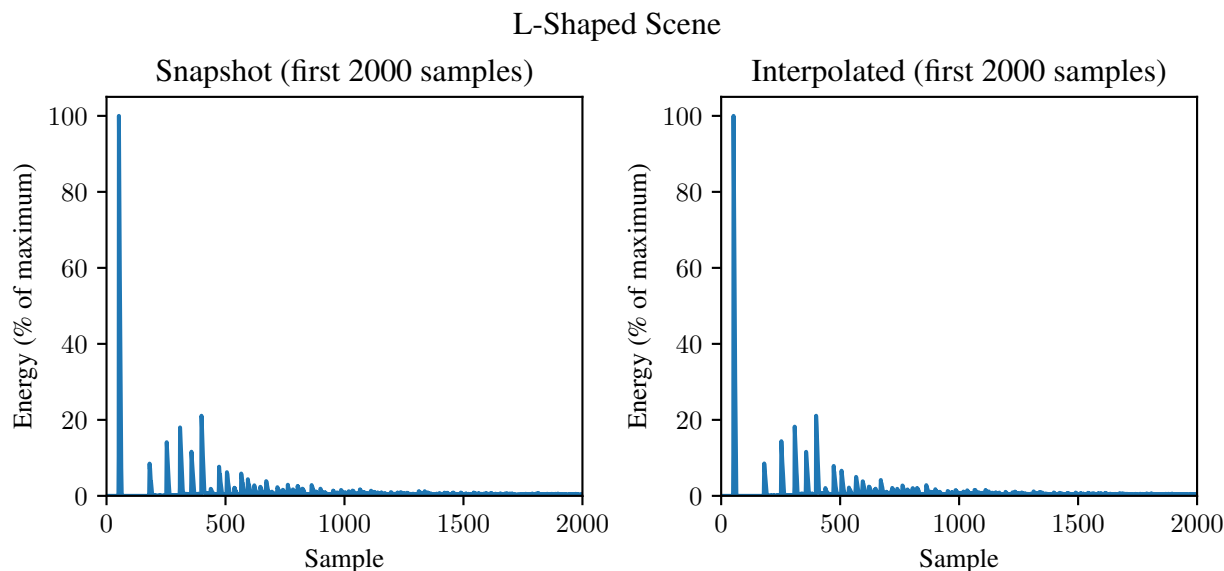 L-Shaped Scene
Snapshot (first 2000 samples)
Energy (% of maximum)
100
80
60
40
20
0
0 500 1000 1500 2000
Sample
Interpolated (first 2000 samples)
Energy (% of maximum)
100
80
60
40
20
0
0 500 1000 1500 2000
Sample